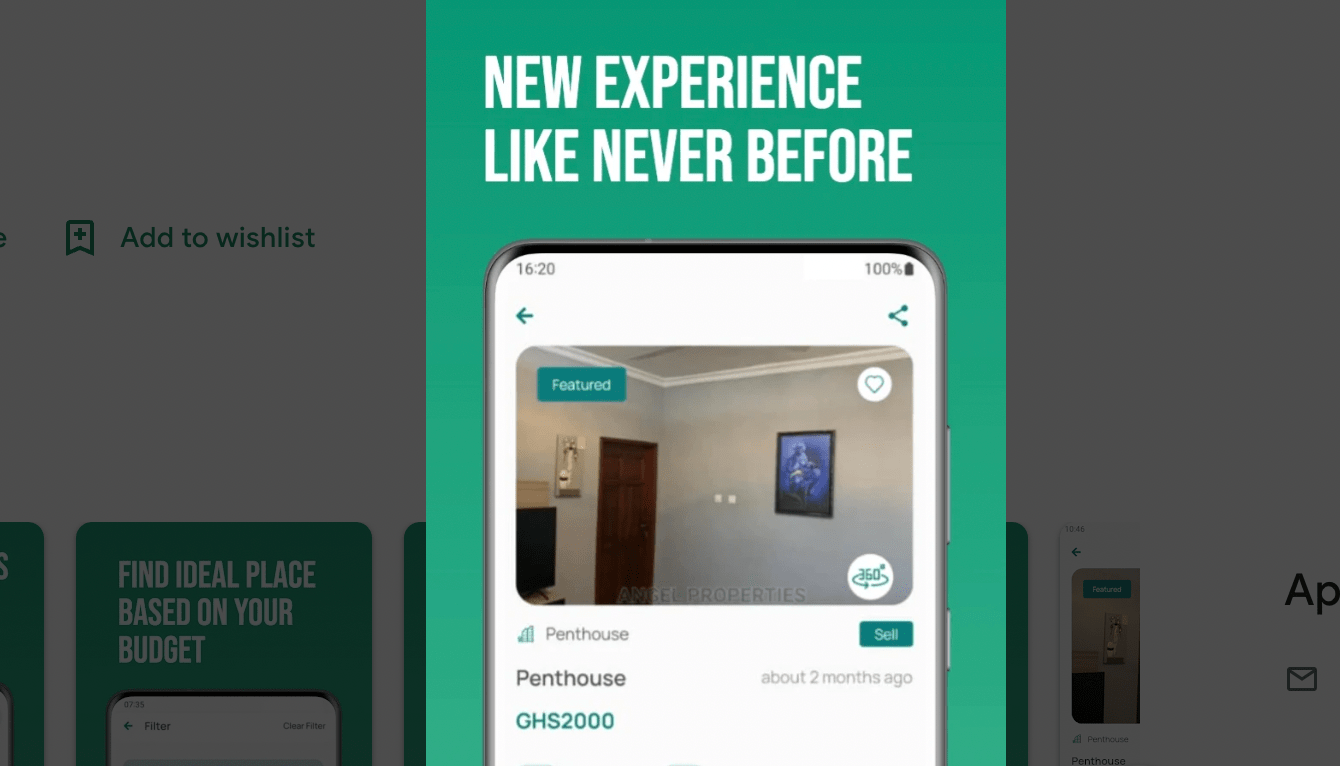 NEW EXPERIENCE
LIKE NEVER BEFORE
Add to wishlist
16:20
100%
Featured
360°
ANGEL PROPERTIES
Penthouse
Sell
Penthouse
about 2 months ago
GHS2000
FIND IDEAL PLACE
BASED ON YOUR
BUDGET
07:35
Filter
Clear Filter
10:46
Featured
Penthouse
Penthouse